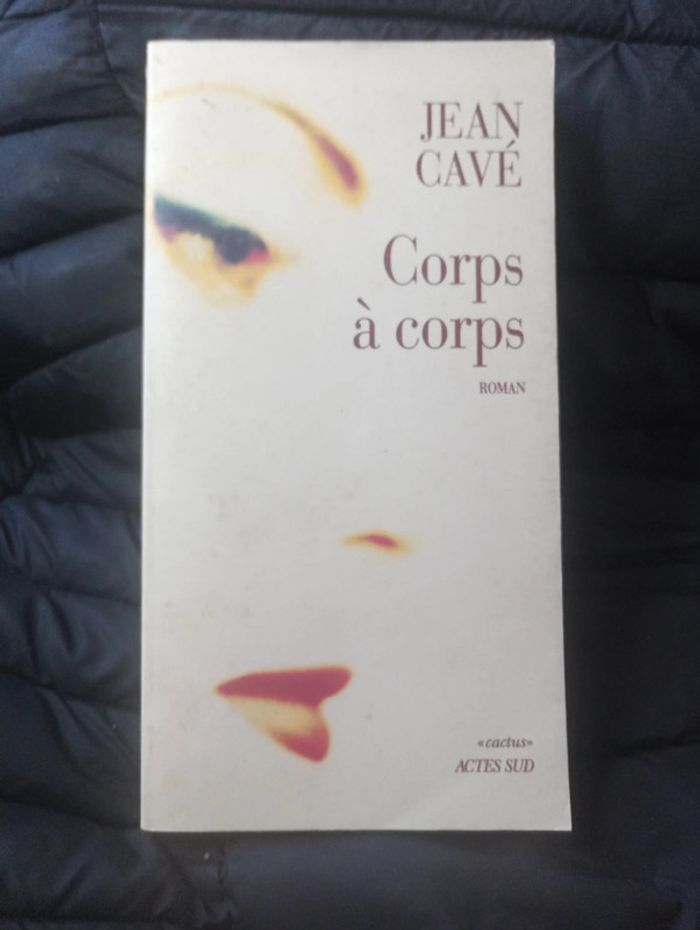 JEAN
CAVÉ
Corps
à corps
ROMAN
«cactus»
ACTES SUD